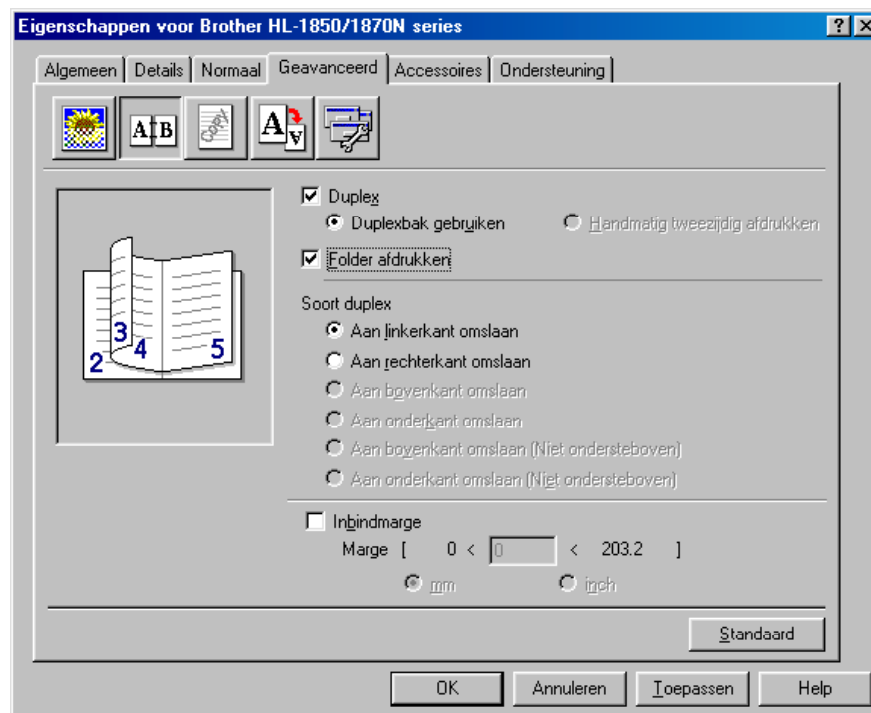 Eigenschappen voor Brother HL-1850/1870N series
Algemeen Details Normaal Geavanceerd Accessoires Ondersteuning
A B Copy A A
Duplex
Duplexbak gebruiken Handmatig tweezijdig afdrukken
Folder afdrukken
Soort duplex
Aan linkerkant omslaan
Aan rechterkant omslaan
Aan bovenkant omslaan
Aan onderkant omslaan
Aan bovenkant omslaan (Niet ondersteboven)
Aan onderkant omslaan (Niet ondersteboven)
2 3 4 5
Inbindmarge
Marge [ 0 < 0 < 203.2 ]
mm inch
Standaard
OK Annuleren Toepassen Help